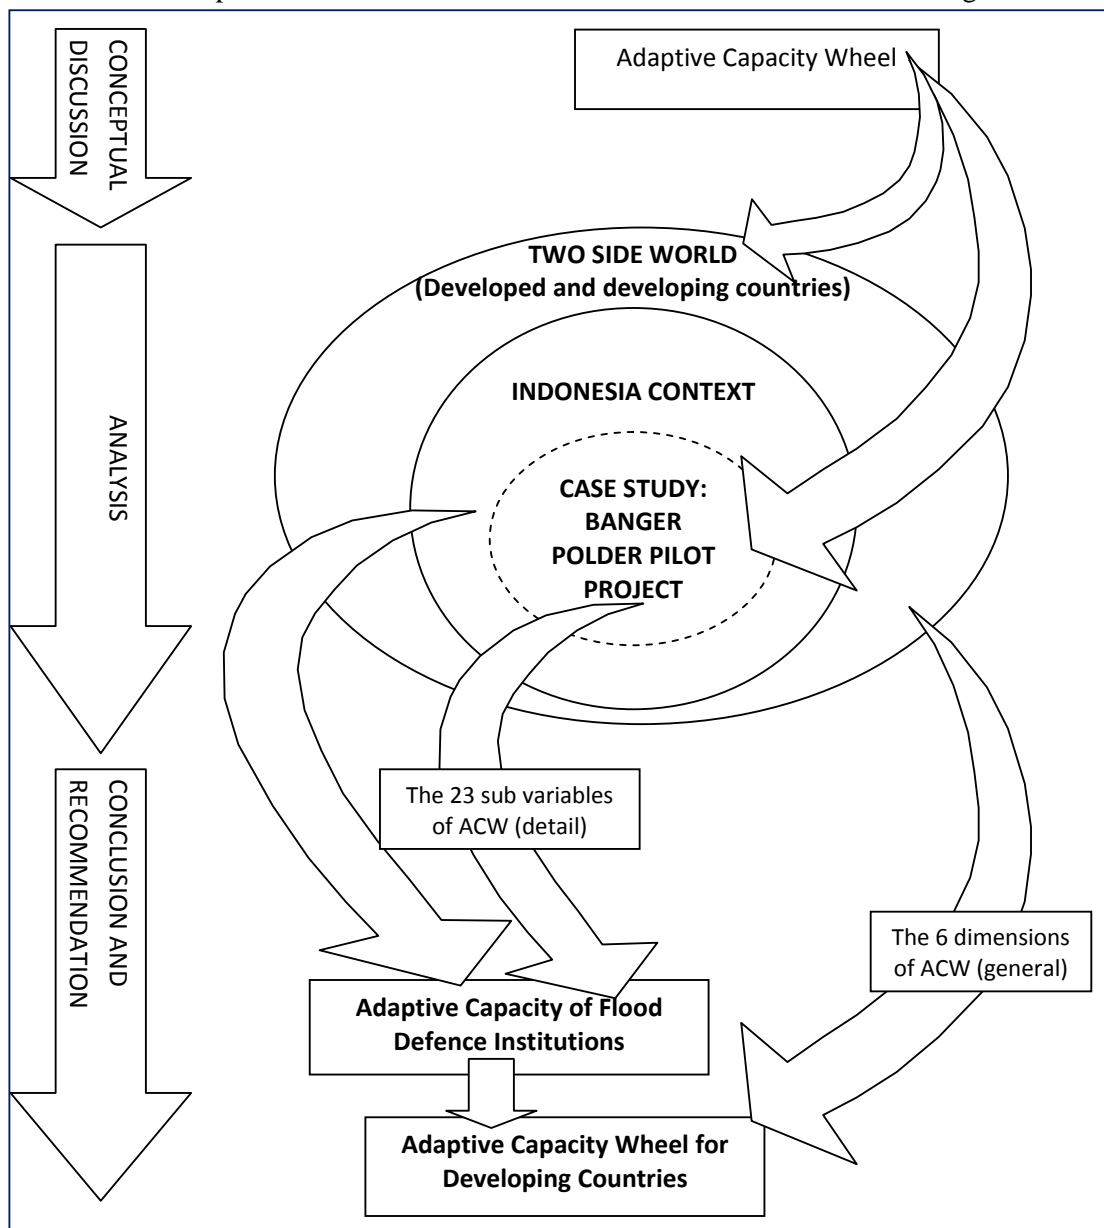 CONCEPTUAL
DISCUSSION
Adaptive Capacity Wheel
TWO SIDE WORLD
(Developed and developing countries)
INDONESIA CONTEXT
ANALYSIS
CASE STUDY:
BANGER
POLDER PILOT
PROJECT
The 23 sub variables
of ACW (detail)
CONCLUSION AND
RECOMMENDATION
The 6 dimensions
of ACW (general)
Adaptive Capacity of Flood
Defence Institutions
Adaptive Capacity Wheel for
Developing Countries